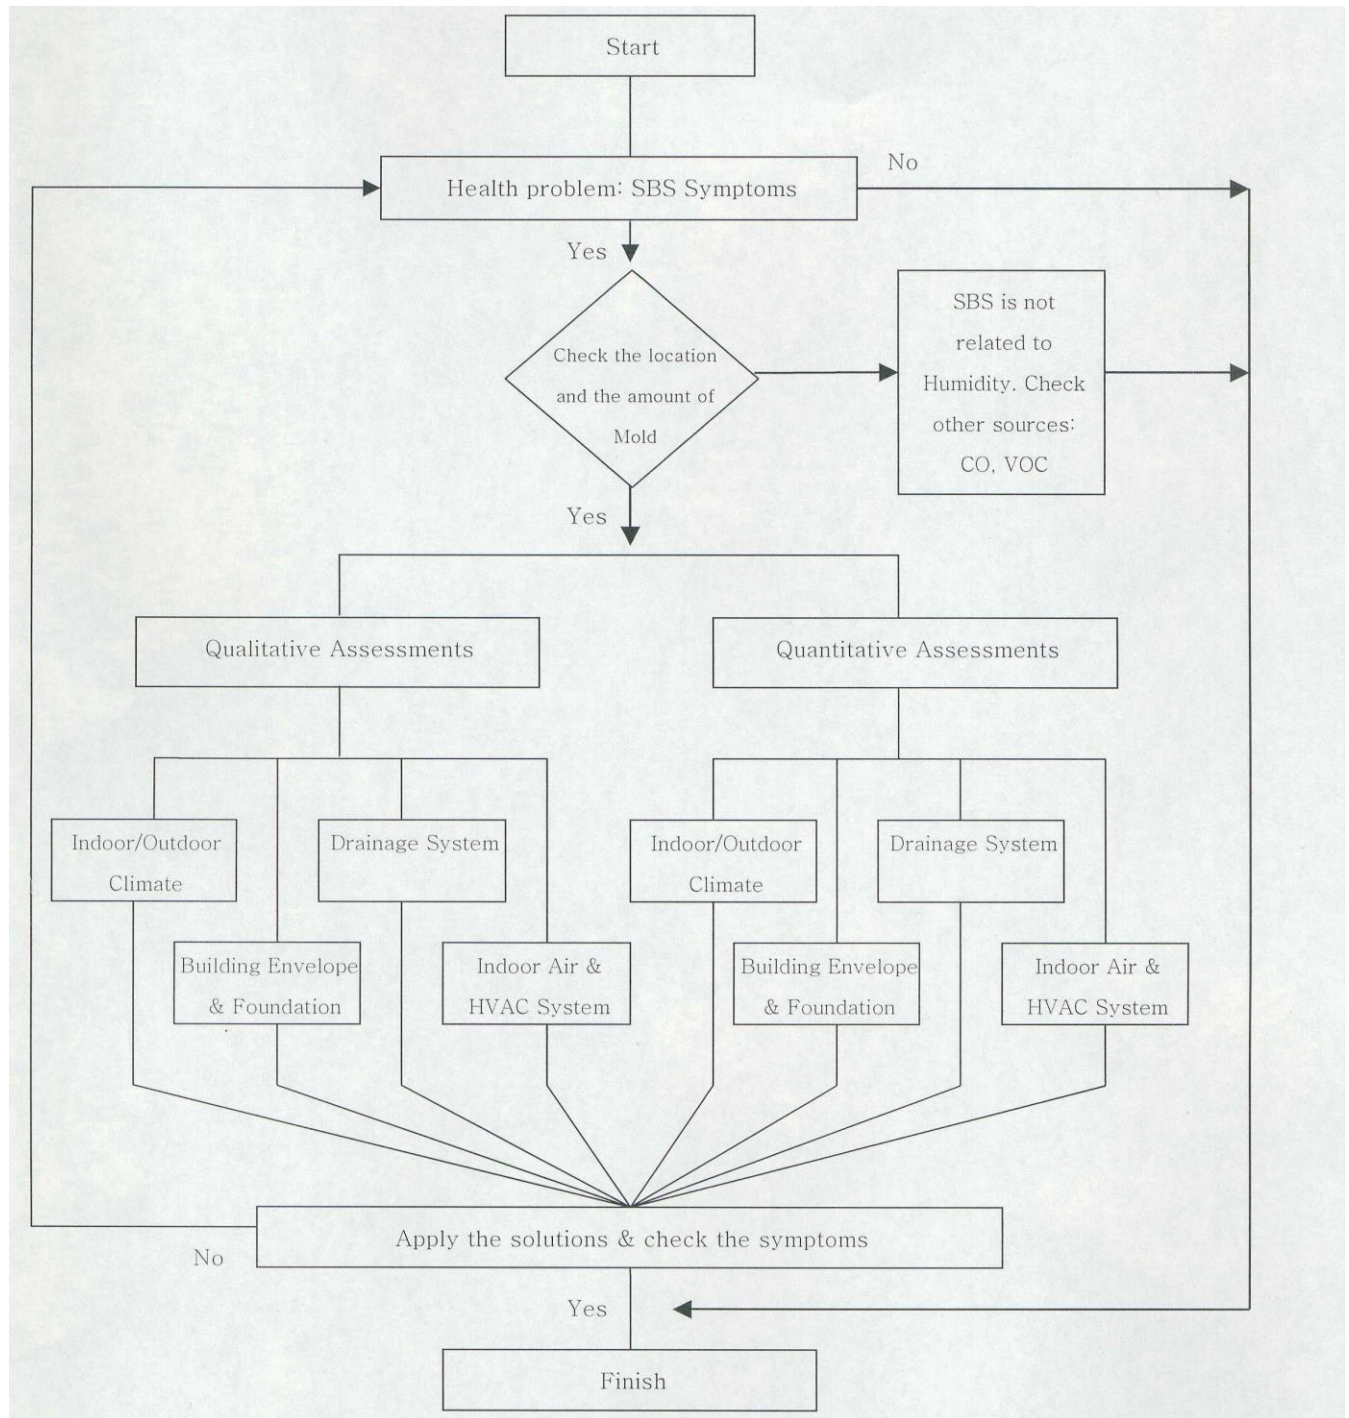 Start
Health problem: SBS Symptoms
No
Yes
Check the location
and the amount of
Mold
SBS is not
related to
Humidity. Check
other sources:
CO, VOC
Yes
Qualitative Assessments
Quantitative Assessments
Indoor/Outdoor
Climate
Drainage System
Indoor/Outdoor
Climate
Drainage System
Building Envelope
& Foundation
Indoor Air &
HVAC System
Building Envelope
& Foundation
Indoor Air &
HVAC System
Apply the solutions & check the symptoms
No
Yes
Finish